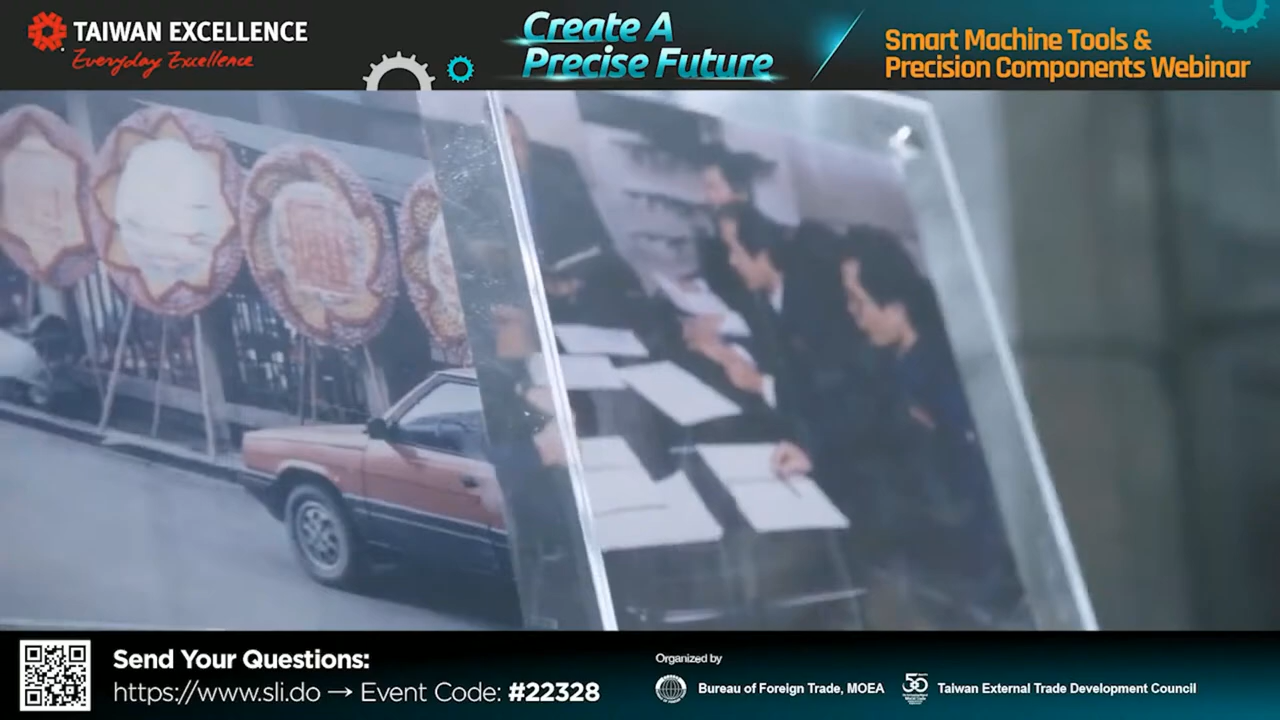 TAIWAN EXCELLENCE
Everyday Excellence
Create A
Precise Future
Smart Machine Tools &
Precision Components Webinar
Send Your Questions:
https://www.sli.do → Event Code: #22328
Organized by
Bureau of Foreign Trade, MOEA
50
Taiwan External Trade Development Council